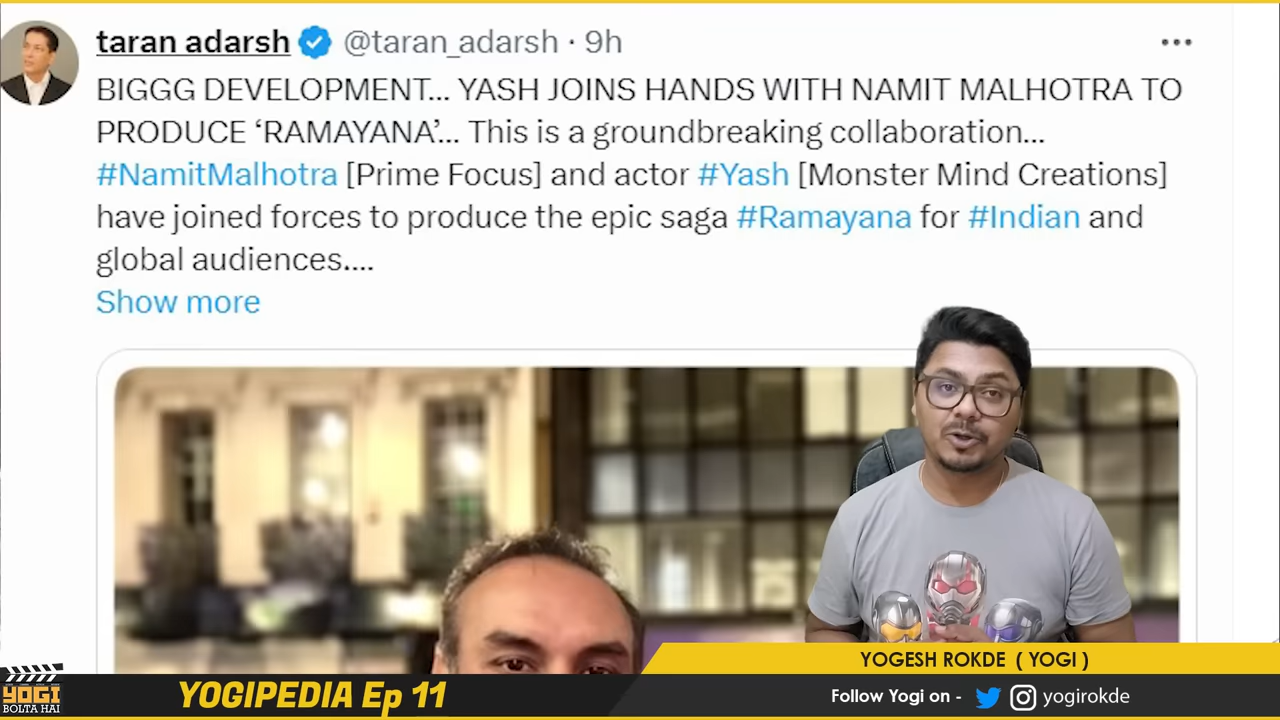 taran adarsh @taran_adarsh · 9h
BIGGG DEVELOPMENT... YASH JOINS HANDS WITH NAMIT MALHOTRA TO
PRODUCE ‘RAMAYANA’... This is a groundbreaking collaboration...
#NamitMalhotra [Prime Focus] and actor #Yash [Monster Mind Creations]
have joined forces to produce the epic saga #Ramayana for #Indian and
global audiences....
Show more
YOGESH ROKDE ( YOGI )
YOGI
BOLTA HAI
YOGIPEDIA Ep 11
Follow Yogi on - yogirokde